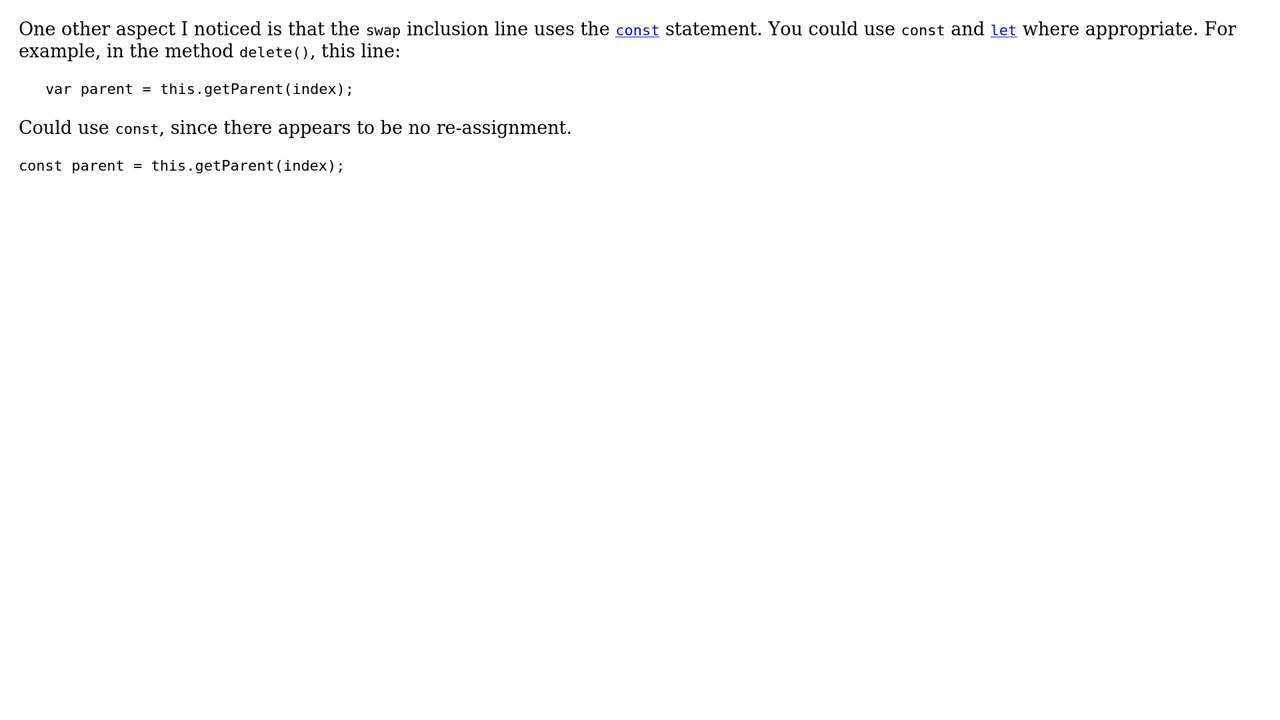 One other aspect I noticed is that the swap inclusion line uses the const statement. You could use const and let where appropriate. For
example, in the method delete(), this line:
var parent = this.getParent(index);
Could use const, since there appears to be no re-assignment.
const parent = this.getParent(index);